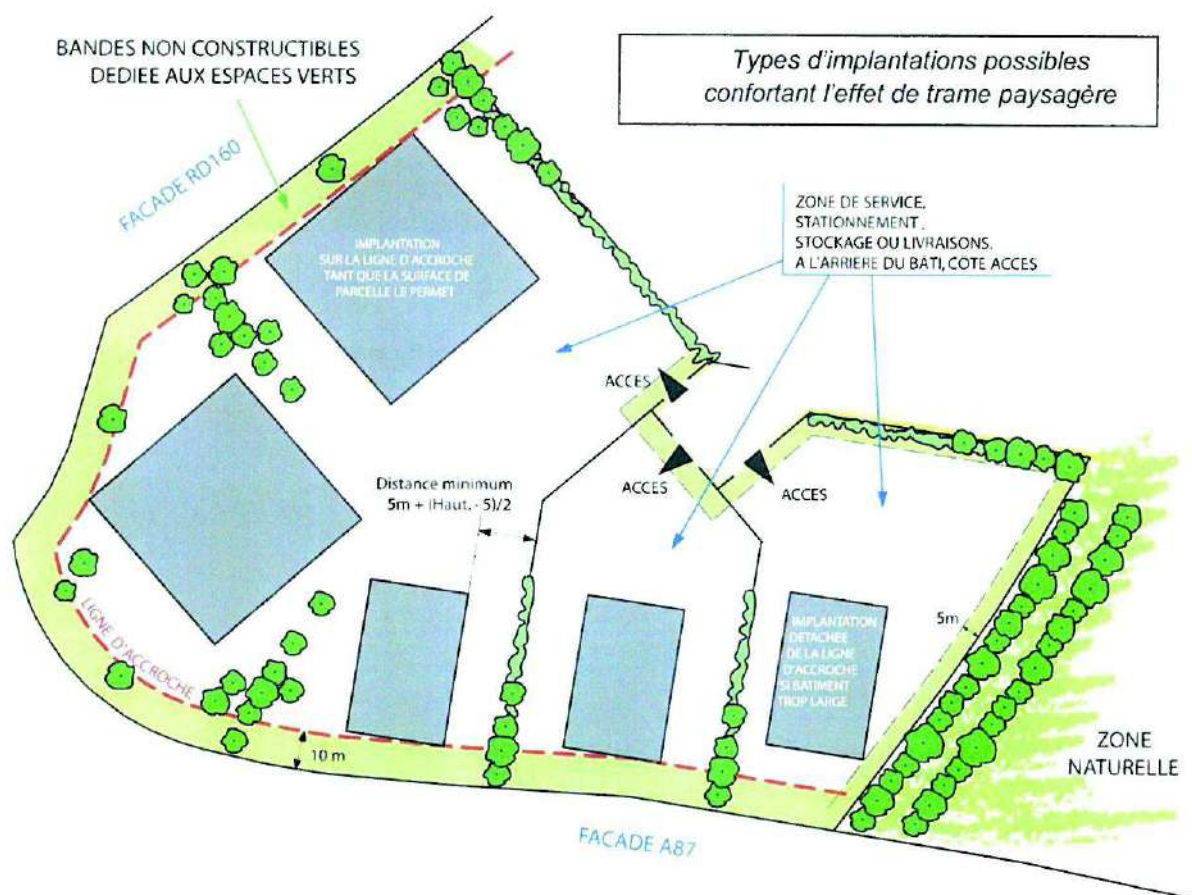 BANDES NON CONSTRUCTIBLES
DEDIEE AUX ESPACES VERTS
Types d'implantations possibles
confortant l'effet de trame paysagère
FACADE RD160
ZONE DE SERVICE,
STATIONNEMENT,
STOCKAGE OU LIVRAISONS,
A L'ARRIERE DU BATI, COTE ACCES
IMPLANTATION
SUR LA LIGNE D'ACCROCHE
TANT QUE LA SURFACE DE
PARCELLE LE PERMET
ACCES
ACCES
ACCES
Distance minimum
5m + (Haut. - 5)/2
LIGNE D'ACCROCHE
IMPLANTATION
DETACHEE
DE LA LIGNE
D'ACCROCHE
SI BATIMENT
TROP LARGE
5m
10 m
ZONE
NATURELLE
FACADE A87